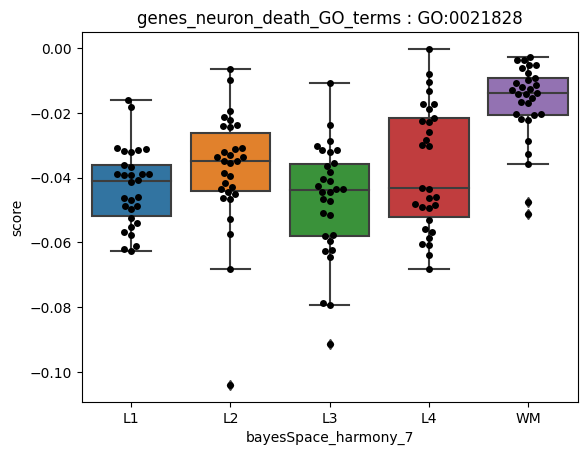 genes_neuron_death_GO_terms : GO:0021828
0.00
−0.02
−0.04
−0.06
−0.08
−0.10
score
L1 L2 L3 L4 WM
bayesSpace_harmony_7